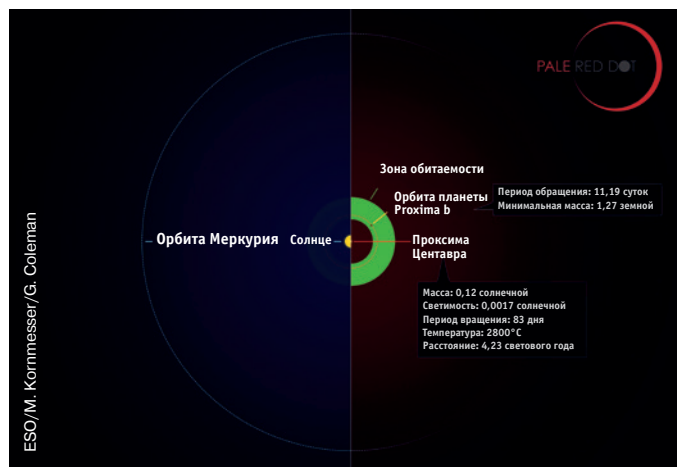 PALE RED DOT
Зона обитаемости
Орбита планеты
Proxima b
Период обращения: 11,19 суток
Минимальная масса: 1,27 земной
Орбита Меркурия
Солнце
Проксима
Центавра
Масса: 0,12 солнечной
Светимость: 0,0017 солнечной
Период вращения: 83 дня
Температура: 2800°C
Расстояние: 4,23 светового года
ESO/M. Kornmesser/G. Coleman